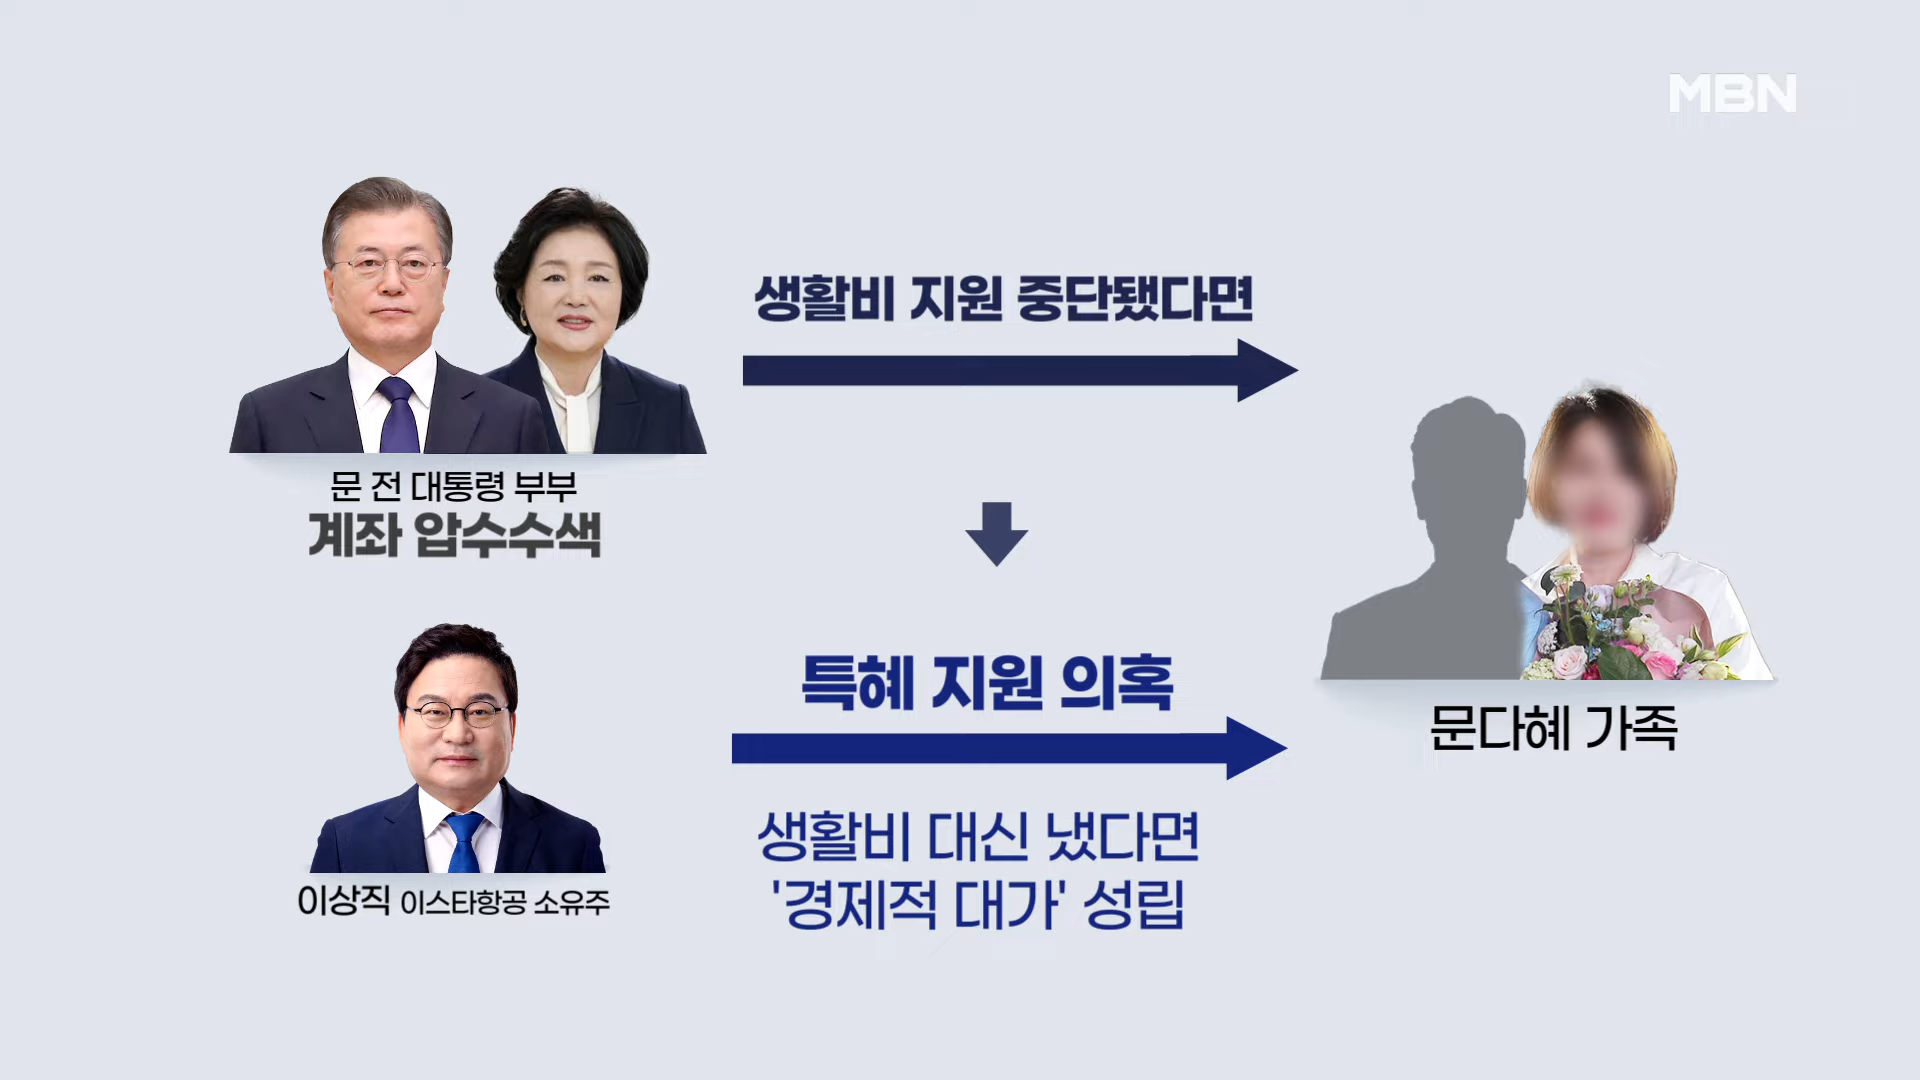 MBN
생활비 지원 중단됐다면
문 전 대통령 부부
계좌 압수수색
특혜 지원 의혹
문다혜 가족
생활비 대신 냈다면
'경제적 대가' 성립
이상직 이스타항공 소유주